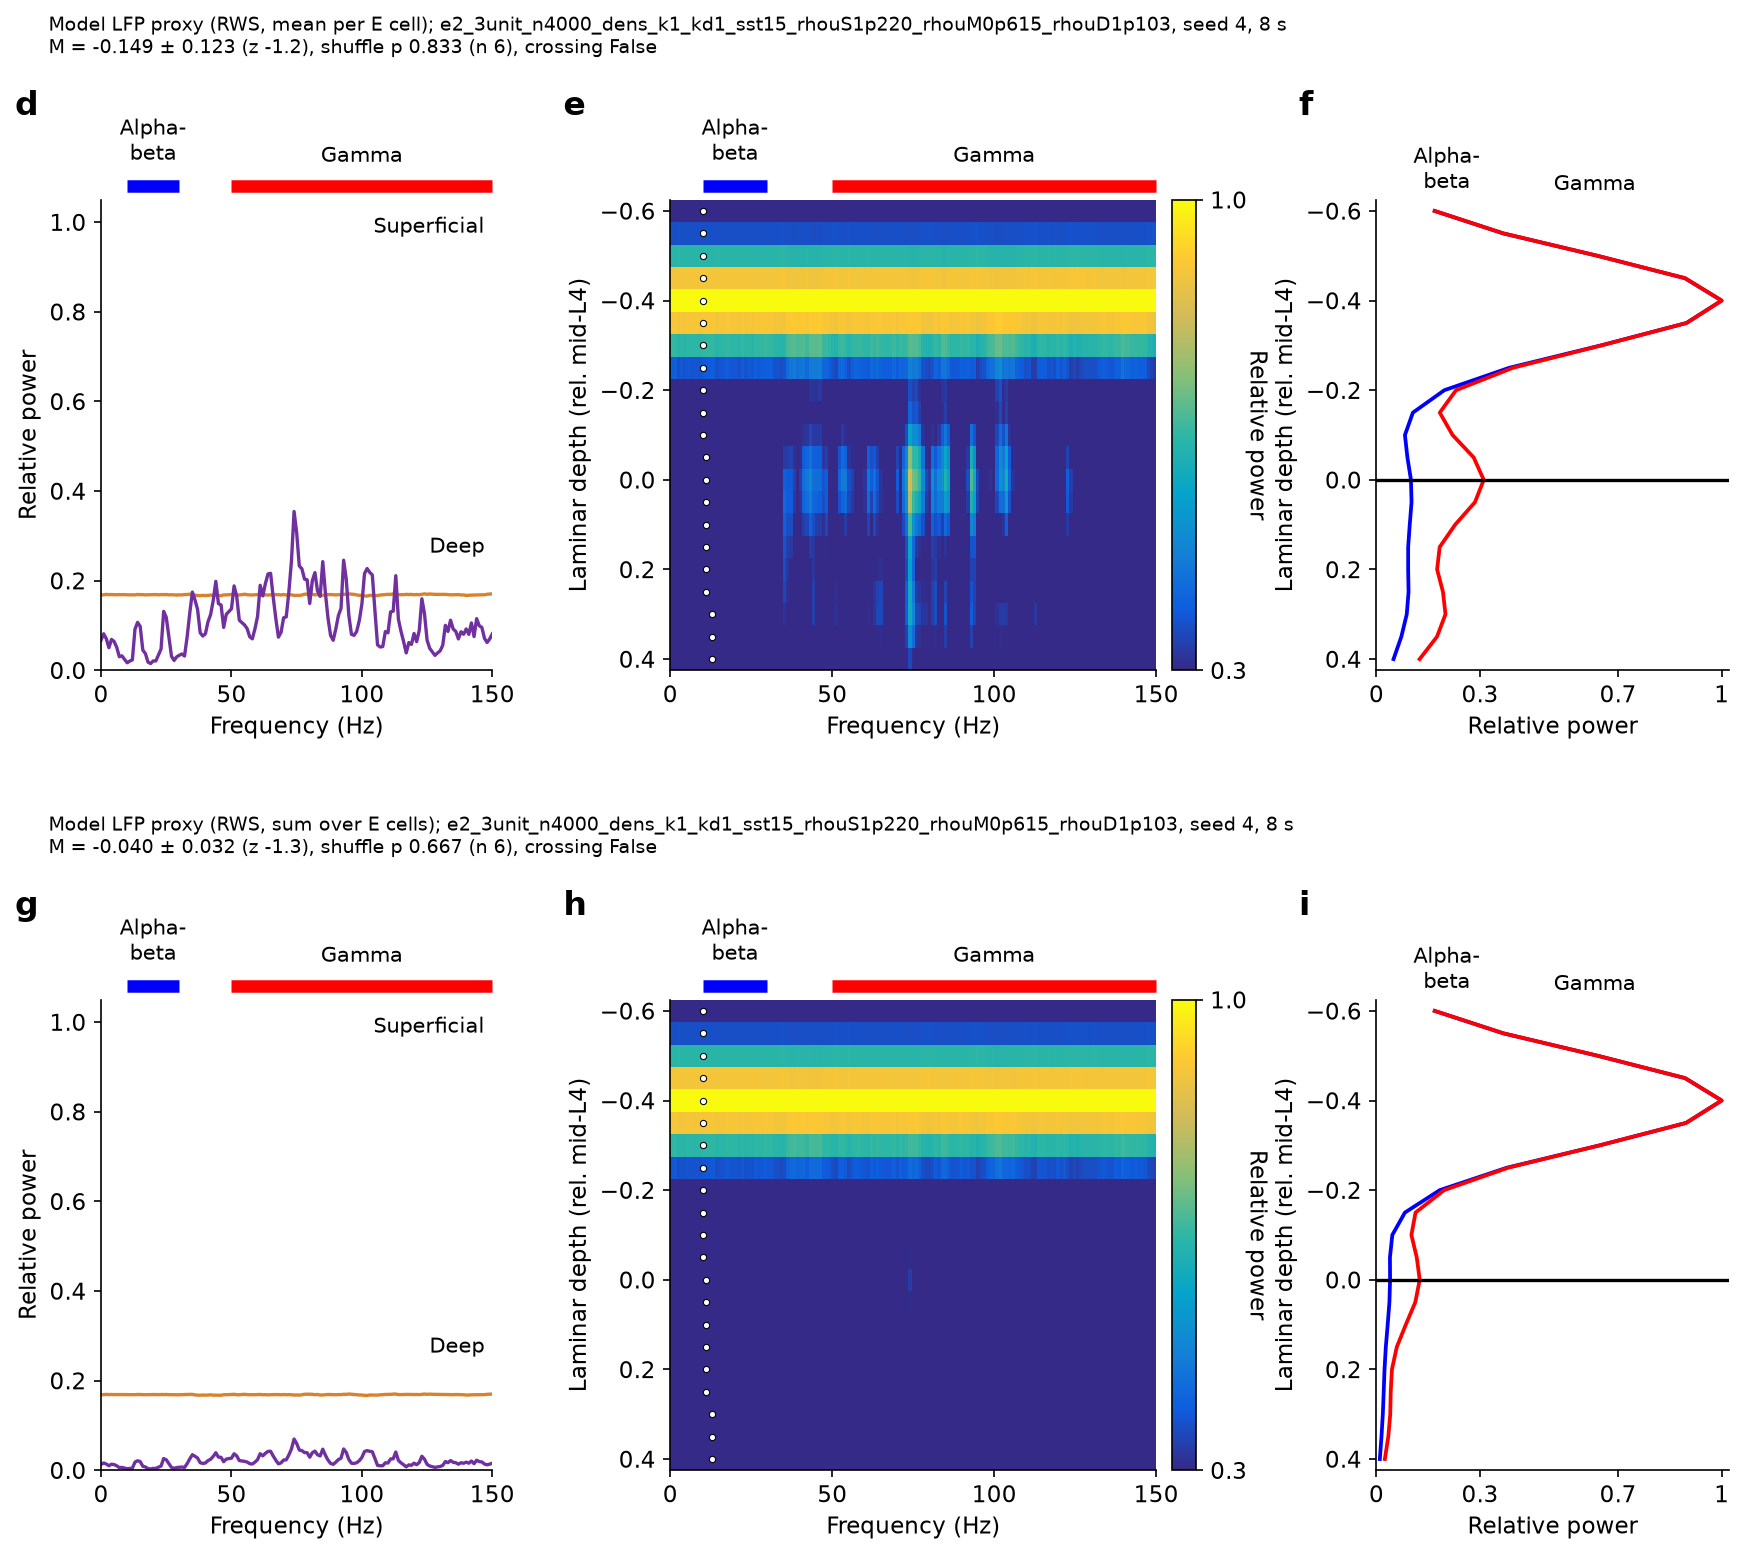 Model LFP proxy (RWS, mean per E cell); e2_3unit_n4000_dens_k1_kd1_sst15_rhouS1p220_rhouM0p615_rhouD1p103, seed 4, 8 s
M = -0.149 ± 0.123 (z -1.2), shuffle p 0.833 (n 6), crossing False
d
Alpha-
beta
Gamma
1.0
0.8
0.6
0.4
0.2
0.0
Relative power
Superficial
Deep
0
50
100
150
Frequency (Hz)
e
Alpha-
beta
Gamma
−0.6
−0.4
−0.2
0.0
0.2
0.4
Laminar depth (rel. mid-L4)
0
50
100
150
Frequency (Hz)
1.0
0.3
Relative power
f
Alpha-
beta
Gamma
−0.6
−0.4
−0.2
0.0
0.2
0.4
Laminar depth (rel. mid-L4)
0
0.3
0.7
1
Relative power
Model LFP proxy (RWS, sum over E cells); e2_3unit_n4000_dens_k1_kd1_sst15_rhouS1p220_rhouM0p615_rhouD1p103, seed 4, 8 s
M = -0.040 ± 0.032 (z -1.3), shuffle p 0.667 (n 6), crossing False
g
Alpha-
beta
Gamma
1.0
0.8
0.6
0.4
0.2
0.0
Relative power
Superficial
Deep
0
50
100
150
Frequency (Hz)
h
Alpha-
beta
Gamma
−0.6
−0.4
−0.2
0.0
0.2
0.4
Laminar depth (rel. mid-L4)
0
50
100
150
Frequency (Hz)
1.0
0.3
Relative power
i
Alpha-
beta
Gamma
−0.6
−0.4
−0.2
0.0
0.2
0.4
Laminar depth (rel. mid-L4)
0
0.3
0.7
1
Relative power